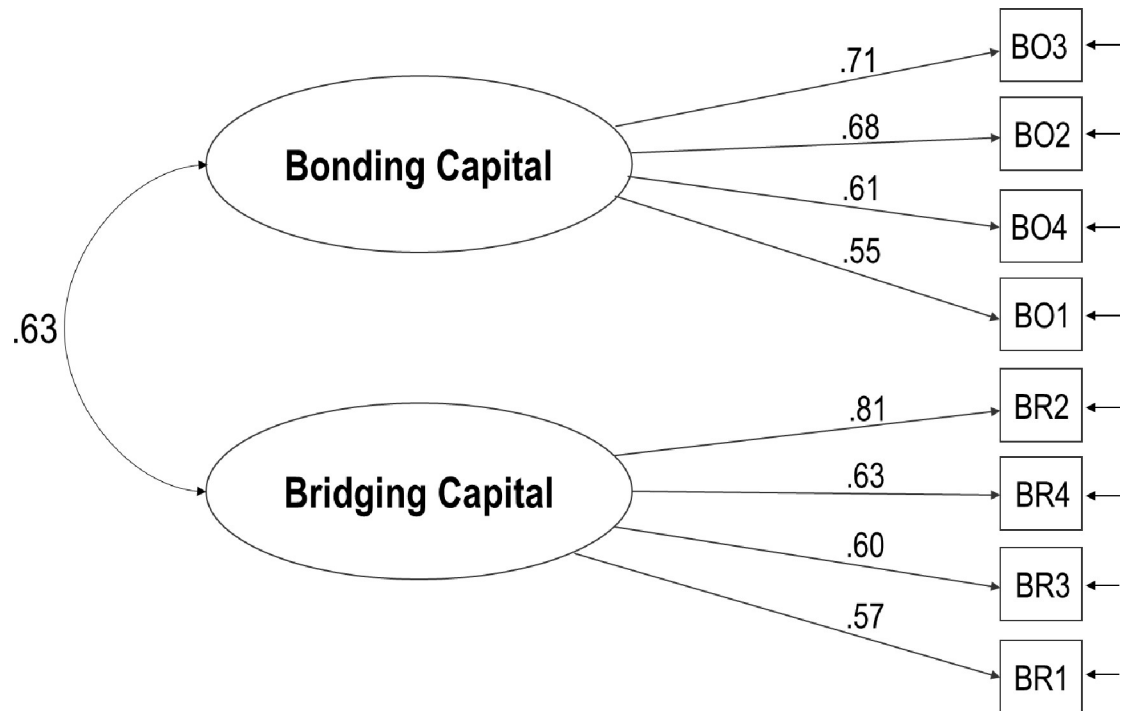 BO3
.71
BO2
.68
Bonding Capital
.61
BO4
.55
BO1
.63
BR2
.81
.63
BR4
Bridging Capital
.60
BR3
.57
BR1